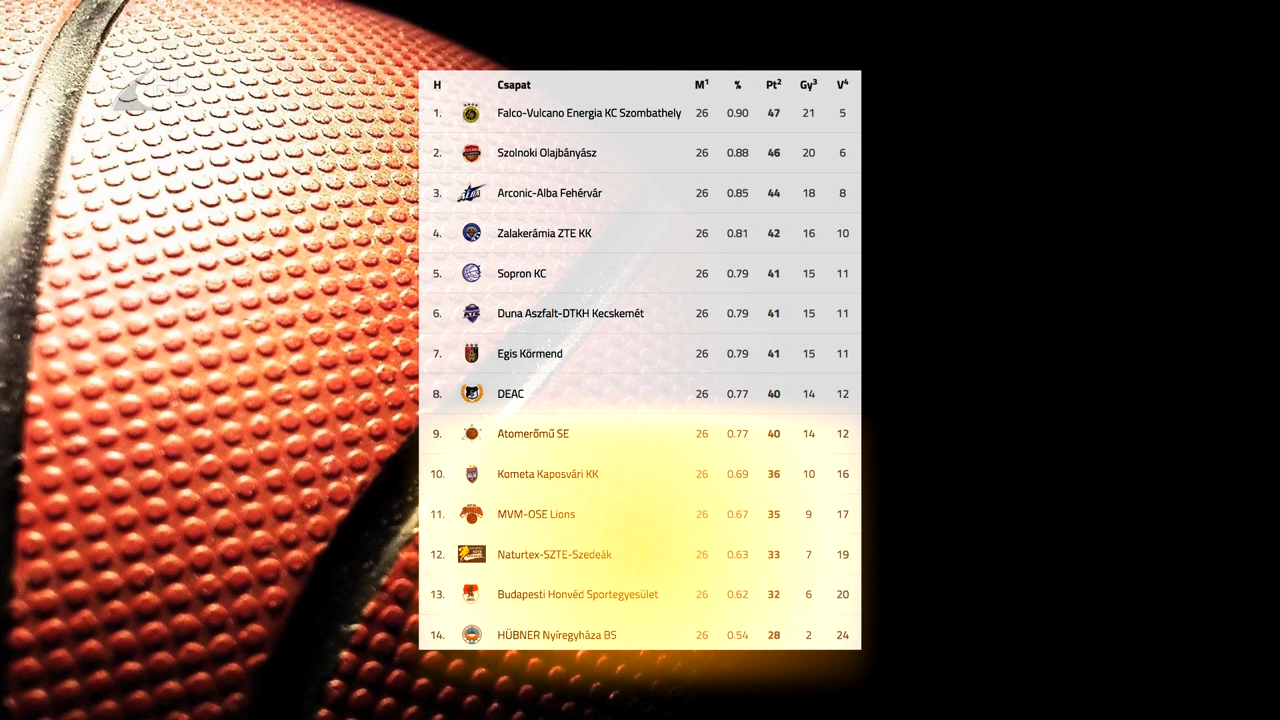 HD
H Csapat M¹ % Pt² Gy³ V⁴
1. Falco-Vulcano Energia KC Szombathely 26 0.90 47 21 5
2. Szolnoki Olajbányász 26 0.88 46 20 6
3. Arconic-Alba Fehérvár 26 0.85 44 18 8
4. Zalakerámia ZTE KK 26 0.81 42 16 10
5. Sopron KC 26 0.79 41 15 11
6. Duna Aszfalt-DTKH Kecskemét 26 0.79 41 15 11
7. Egis Körmend 26 0.79 41 15 11
8. DEAC 26 0.77 40 14 12
9. Atomerőmű SE 26 0.77 40 14 12
10. Kometa Kaposvári KK 26 0.69 36 10 16
11. MVM-OSE Lions 26 0.67 35 9 17
12. Naturtex-SZTE-Szedeák 26 0.63 33 7 19
13. Budapesti Honvéd Sportegyesület 26 0.62 32 6 20
14. HÜBNER Nyíregyháza BS 26 0.54 28 2 24